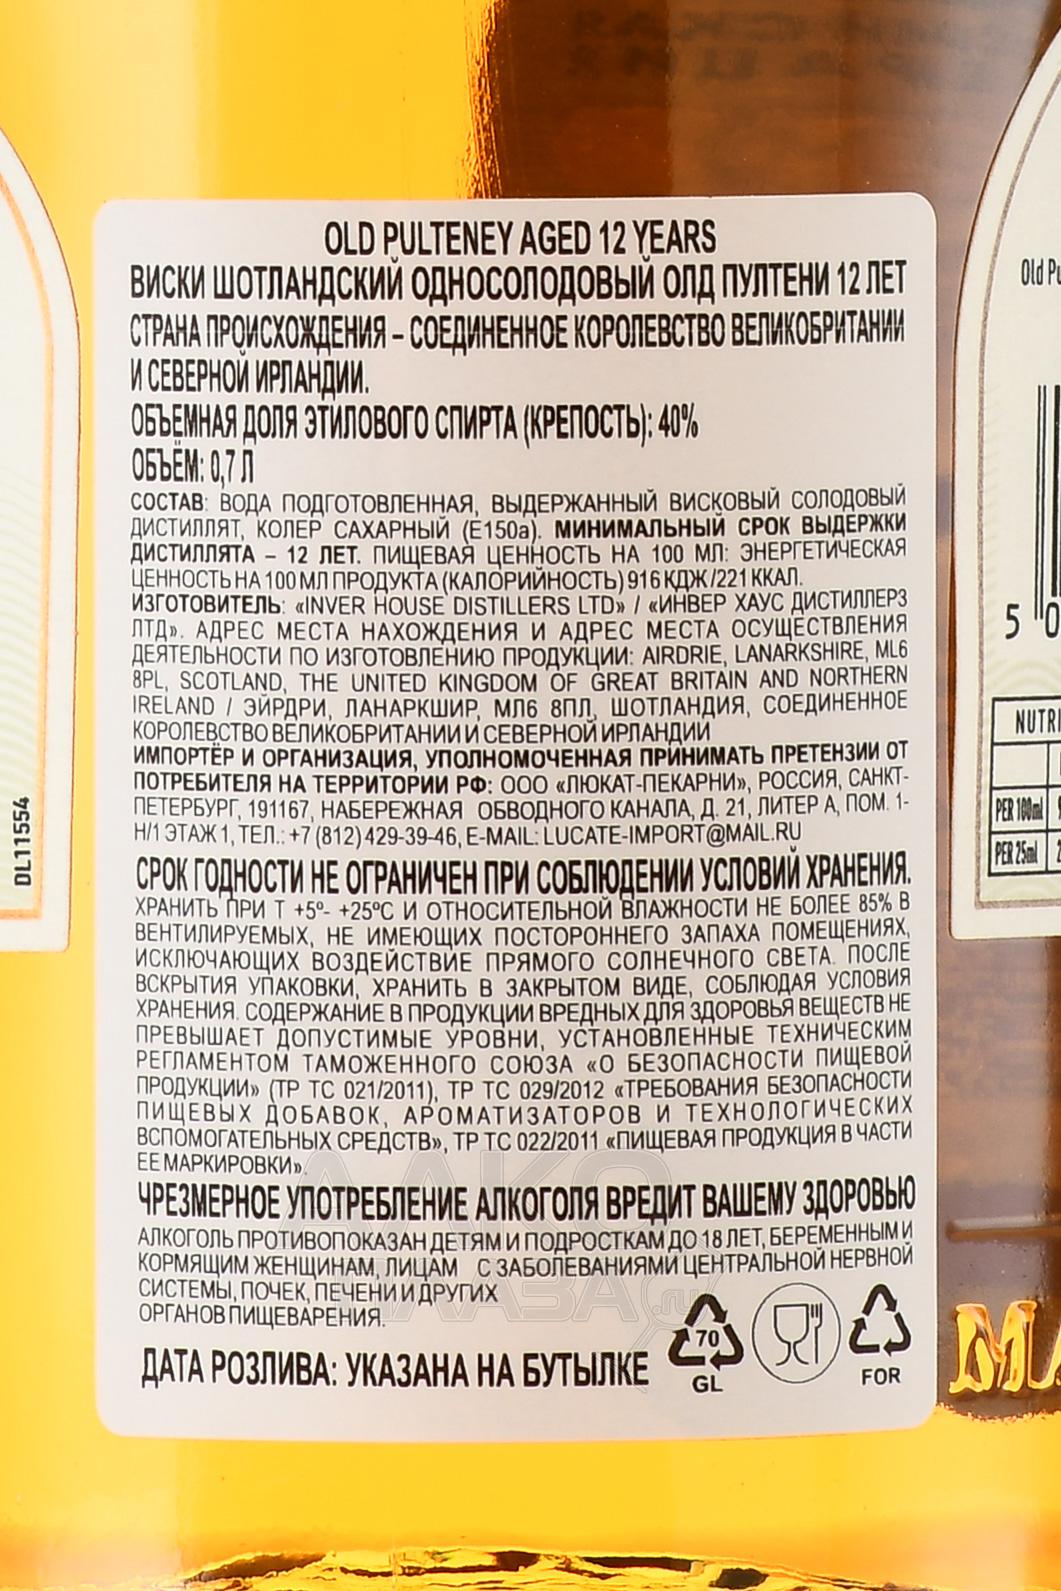 OLD PULTENEY AGED 12 YEARS
ВИСКИ ШОТЛАНДСКИЙ ОДНОСОЛОДОВЫЙ ОЛД ПУЛТЕНИ 12 ЛЕТ
СТРАНА ПРОИСХОЖДЕНИЯ – СОЕДИНЕННОЕ КОРОЛЕВСТВО ВЕЛИКОБРИТАНИИ
И СЕВЕРНОЙ ИРЛАНДИИ.
ОБЪЕМНАЯ ДОЛЯ ЭТИЛОВОГО СПИРТА (КРЕПОСТЬ): 40%
ОБЪЁМ: 0,7 Л
СОСТАВ: ВОДА ПОДГОТОВЛЕННАЯ, ВЫДЕРЖАННЫЙ ВИСКОВЫЙ СОЛОДОВЫЙ
ДИСТИЛЛЯТ, КОЛЕР САХАРНЫЙ (Е150а). МИНИМАЛЬНЫЙ СРОК ВЫДЕРЖКИ
ДИСТИЛЛЯТА – 12 ЛЕТ. ПИЩЕВАЯ ЦЕННОСТЬ НА 100 МЛ: ЭНЕРГЕТИЧЕСКАЯ
ЦЕННОСТЬ НА 100 МЛ ПРОДУКТА (КАЛОРИЙНОСТЬ) 916 КДЖ /221 ККАЛ.
ИЗГОТОВИТЕЛЬ: «INVER HOUSE DISTILLERS LTD» / «ИНВЕР ХАУС ДИСТИЛЛЕРЗ
ЛТД». АДРЕС МЕСТА НАХОЖДЕНИЯ И АДРЕС МЕСТА ОСУЩЕСТВЛЕНИЯ
ДЕЯТЕЛЬНОСТИ ПО ИЗГОТОВЛЕНИЮ ПРОДУКЦИИ: AIRDRIE, LANARKSHIRE, ML6
8PL, SCOTLAND, THE UNITED KINGDOM OF GREAT BRITAIN AND NORTHERN
IRELAND / ЭЙРДРИ, ЛАНАРКШИР, МЛ6 8ПЛ, ШОТЛАНДИЯ, СОЕДИНЕННОЕ
КОРОЛЕВСТВО ВЕЛИКОБРИТАНИИ И СЕВЕРНОЙ ИРЛАНДИИ
ИМПОРТЁР И ОРГАНИЗАЦИЯ, УПОЛНОМОЧЕННАЯ ПРИНИМАТЬ ПРЕТЕНЗИИ ОТ
ПОТРЕБИТЕЛЯ НА ТЕРРИТОРИИ РФ: ООО «ЛЮКАТ-ПЕКАРНИ», РОССИЯ, САНКТ-
ПЕТЕРБУРГ, 191167, НАБЕРЕЖНАЯ ОБВОДНОГО КАНАЛА, Д. 21, ЛИТЕР А, ПОМ. 1-
Н/1 ЭТАЖ 1, ТЕЛ.: +7 (812) 429-39-46, E-MAIL: LUCATE-IMPORT@MAIL.RU
СРОК ГОДНОСТИ НЕ ОГРАНИЧЕН ПРИ СОБЛЮДЕНИИ УСЛОВИЙ ХРАНЕНИЯ.
ХРАНИТЬ ПРИ Т +5º- +25ºС И ОТНОСИТЕЛЬНОЙ ВЛАЖНОСТИ НЕ БОЛЕЕ 85% В
ВЕНТИЛИРУЕМЫХ, НЕ ИМЕЮЩИХ ПОСТОРОННЕГО ЗАПАХА ПОМЕЩЕНИЯХ,
ИСКЛЮЧАЮЩИХ ВОЗДЕЙСТВИЕ ПРЯМОГО СОЛНЕЧНОГО СВЕТА. ПОСЛЕ
ВСКРЫТИЯ УПАКОВКИ, ХРАНИТЬ В ЗАКРЫТОМ ВИДЕ, СОБЛЮДАЯ УСЛОВИЯ
ХРАНЕНИЯ. СОДЕРЖАНИЕ В ПРОДУКЦИИ ВРЕДНЫХ ДЛЯ ЗДОРОВЬЯ ВЕЩЕСТВ НЕ
ПРЕВЫШАЕТ ДОПУСТИМЫЕ УРОВНИ, УСТАНОВЛЕННЫЕ ТЕХНИЧЕСКИМ
РЕГЛАМЕНТОМ ТАМОЖЕННОГО СОЮЗА «О БЕЗОПАСНОСТИ ПИЩЕВОЙ
ПРОДУКЦИИ» (ТР ТС 021/2011), ТР ТС 029/2012 «ТРЕБОВАНИЯ БЕЗОПАСНОСТИ
ПИЩЕВЫХ ДОБАВОК, АРОМАТИЗАТОРОВ И ТЕХНОЛОГИЧЕСКИХ
ВСПОМОГАТЕЛЬНЫХ СРЕДСТВ», ТР ТС 022/2011 «ПИЩЕВАЯ ПРОДУКЦИЯ В ЧАСТИ
ЕЕ МАРКИРОВКИ».
ЧРЕЗМЕРНОЕ УПОТРЕБЛЕНИЕ АЛКОГОЛЯ ВРЕДИТ ВАШЕМУ ЗДОРОВЬЮ
АЛКОГОЛЬ ПРОТИВОПОКАЗАН ДЕТЯМ И ПОДРОСТКАМ ДО 18 ЛЕТ, БЕРЕМЕННЫМ И
КОРМЯЩИМ ЖЕНЩИНАМ, ЛИЦАМ С ЗАБОЛЕВАНИЯМИ ЦЕНТРАЛЬНОЙ НЕРВНОЙ
СИСТЕМЫ, ПОЧЕК, ПЕЧЕНИ И ДРУГИХ
ОРГАНОВ ПИЩЕВАРЕНИЯ.
ДАТА РОЗЛИВА: УКАЗАНА НА БУТЫЛКЕ
70
GL
FOR
DL11554
Old
5 0
PER 100ml
PER 25ml
АЛКО
ПЛАЗА.ru